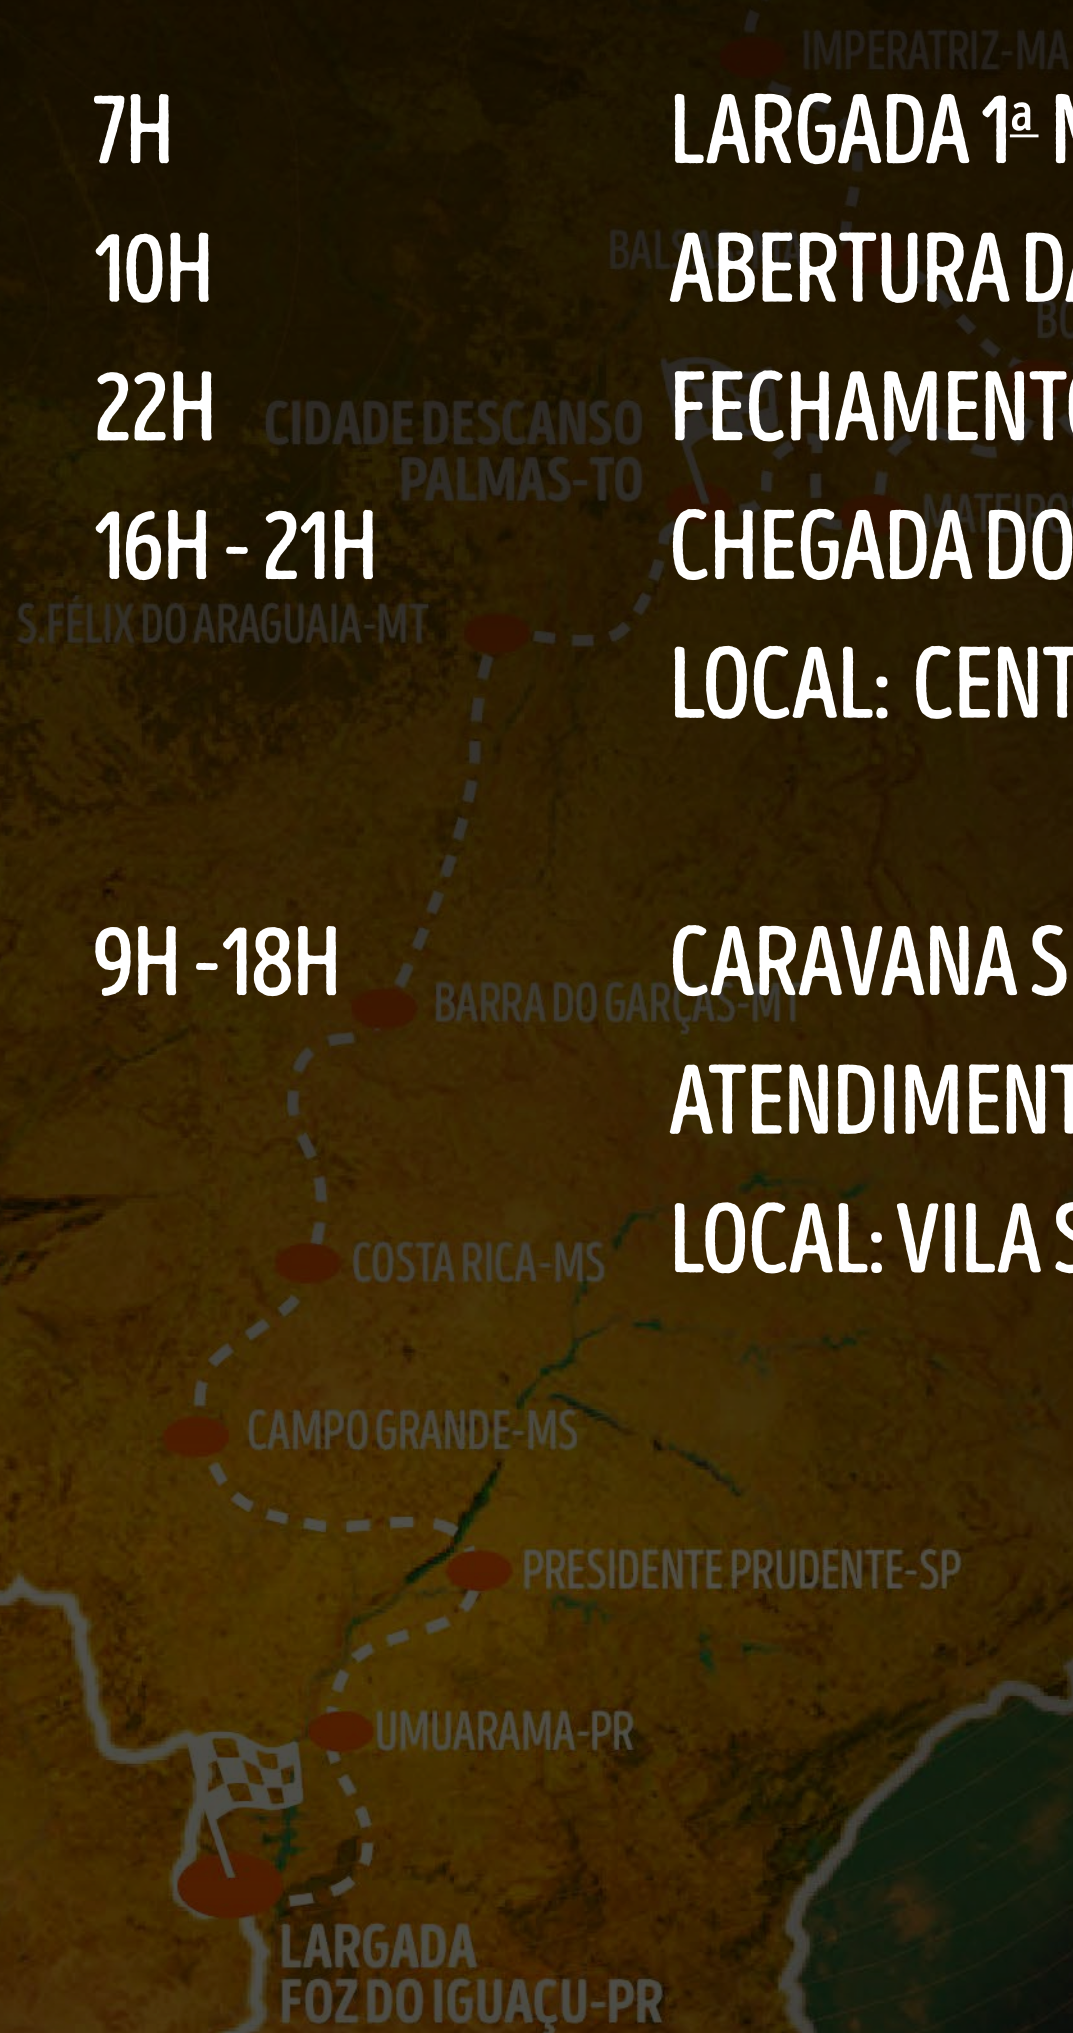 IMPERATRIZ-MA
7H LARGADA 1ª
10H ABERTURA
22H
CIDADE DESCANSO
PALMAS-TO
16H - 21H CHEGADA DO
S.FÉLIX DO ARAGUAIA-MT
LOCAL:
9H -18H CARAVANA
BARRA DO GARÇAS-MT
LOCAL: VILA
COSTA RICA-MS
CAMPO GRANDE-MS
PRESIDENTE PRUDENTE-SP
UMUARAMA-PR
LARGADA
FOZ DO IGUAÇU-PR